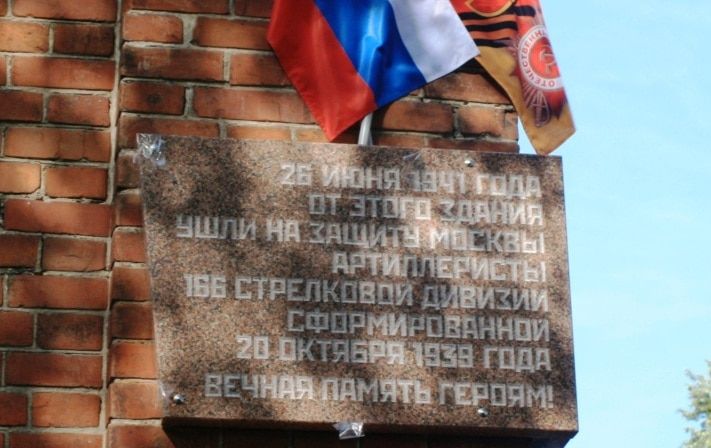 ОТЕЧЕСТВЕННАЯ
26 ИЮНЯ 1941 ГОДА
ОТ ЭТОГО ЗДАНИЯ
УШЛИ НА ЗАЩИТУ МОСКВЫ
АРТИЛЛЕРИСТЫ
166 СТРЕЛКОВОЙ ДИВИЗИИ
СФОРМИРОВАННОЙ
20 ОКТЯБРЯ 1939 ГОДА
ВЕЧНАЯ ПАМЯТЬ ГЕРОЯМ!